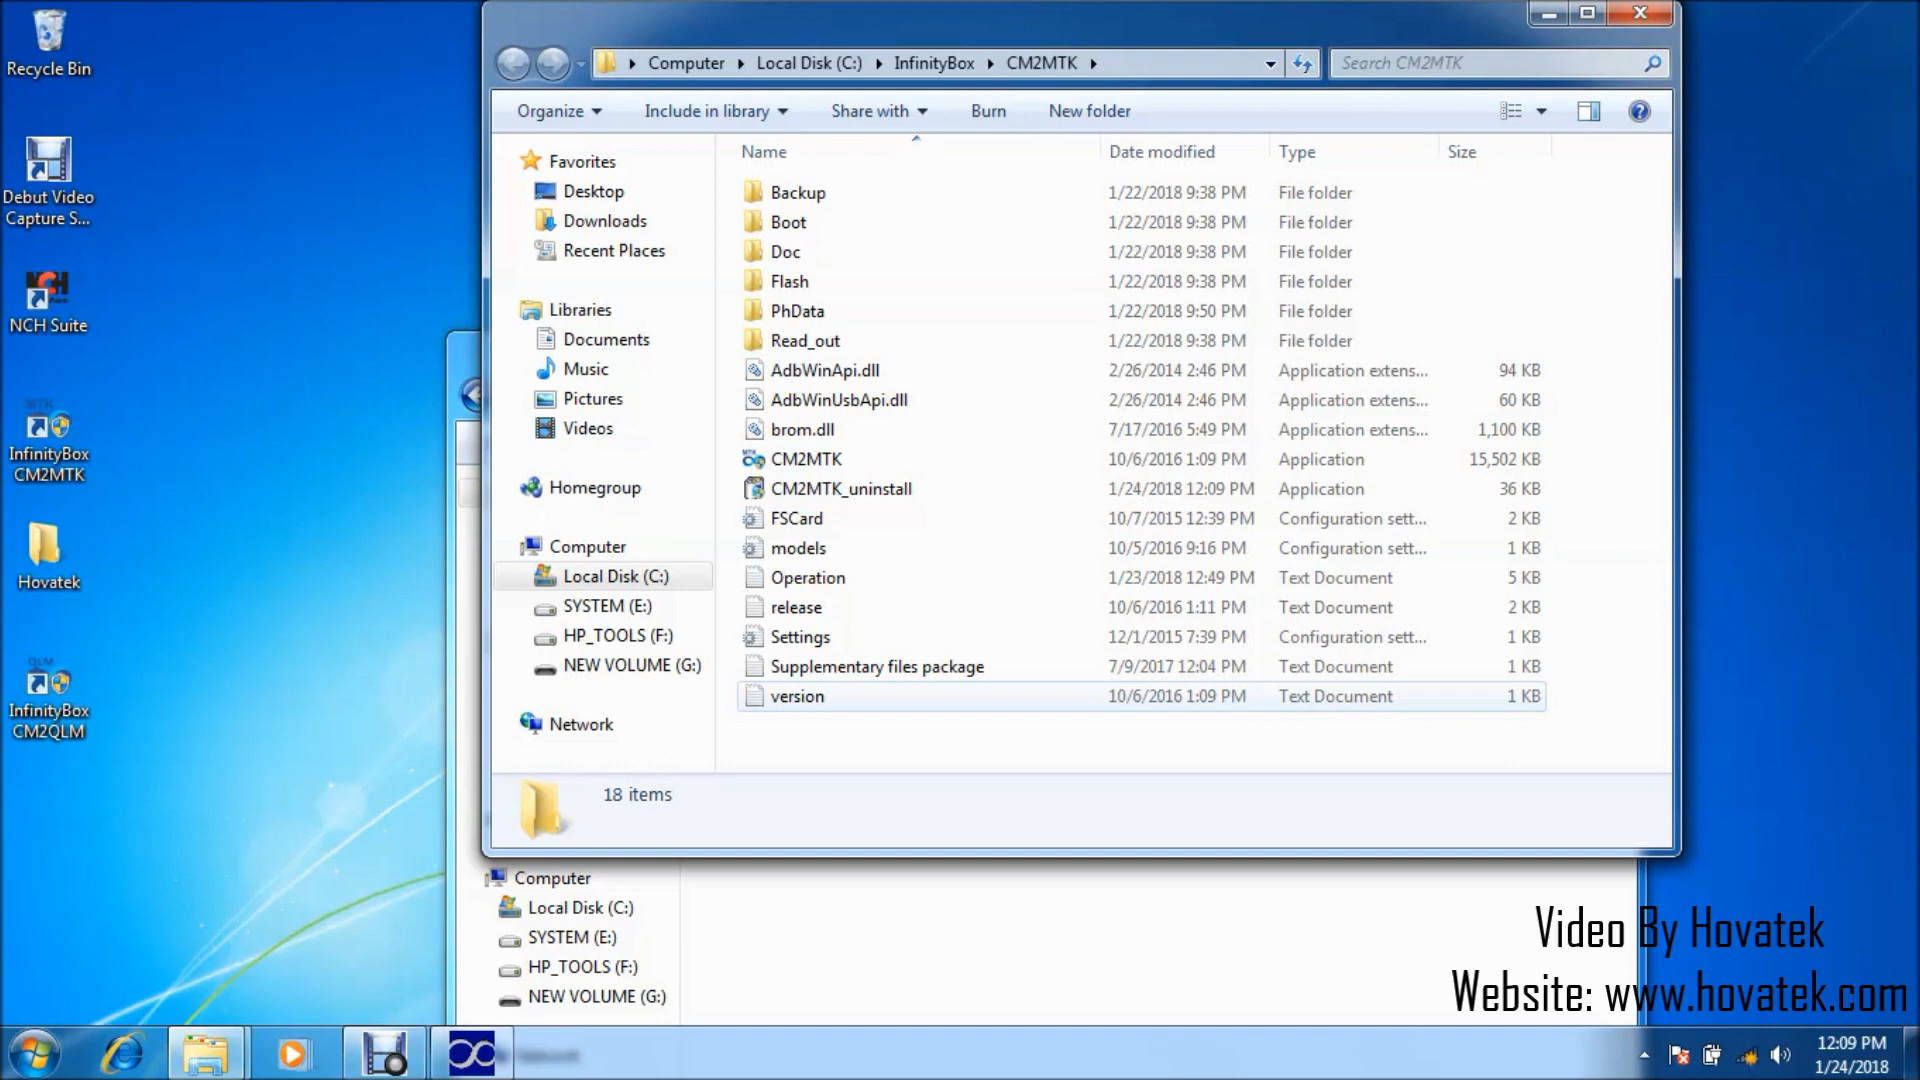 Recycle Bin
Debut Video
Capture S...
NCH Suite
MTK
InfinityBox
CM2MTK
Hovatek
QLM
InfinityBox
CM2QLM
Computer Local Disk (C:) InfinityBox CM2MTK
Search CM2MTK
Organize Include in library Share with Burn New folder
Favorites
Desktop
Downloads
Recent Places
Libraries
Documents
Music
Pictures
Videos
Homegroup
Computer
Local Disk (C:)
SYSTEM (E:)
HP_TOOLS (F:)
NEW VOLUME (G:)
Network
Name Date modified Type Size
Backup 1/22/2018 9:38 PM File folder
Boot 1/22/2018 9:38 PM File folder
Doc 1/22/2018 9:38 PM File folder
Flash 1/22/2018 9:38 PM File folder
PhData 1/22/2018 9:50 PM File folder
Read_out 1/22/2018 9:38 PM File folder
AdbWinApi.dll 2/26/2014 2:46 PM Application extens... 94 KB
AdbWinUsbApi.dll 2/26/2014 2:46 PM Application extens... 60 KB
brom.dll 7/17/2016 5:49 PM Application extens... 1,100 KB
CM2MTK 10/6/2016 1:09 PM Application 15,502 KB
CM2MTK_uninstall 1/24/2018 12:09 PM Application 36 KB
FSCard 10/7/2015 12:39 PM Configuration sett... 2 KB
models 10/5/2016 9:16 PM Configuration sett... 1 KB
Operation 1/23/2018 12:49 PM Text Document 5 KB
release 10/6/2016 1:11 PM Text Document 2 KB
Settings 12/1/2015 7:39 PM Configuration sett... 1 KB
Supplementary files package 7/9/2017 12:04 PM Text Document 1 KB
version 10/6/2016 1:09 PM Text Document 1 KB
18 items
Computer
Local Disk (C:)
SYSTEM (E:)
HP_TOOLS (F:)
NEW VOLUME (G:)
Video By Hovatek
Website: www.hovatek.com
12:09 PM
1/24/2018